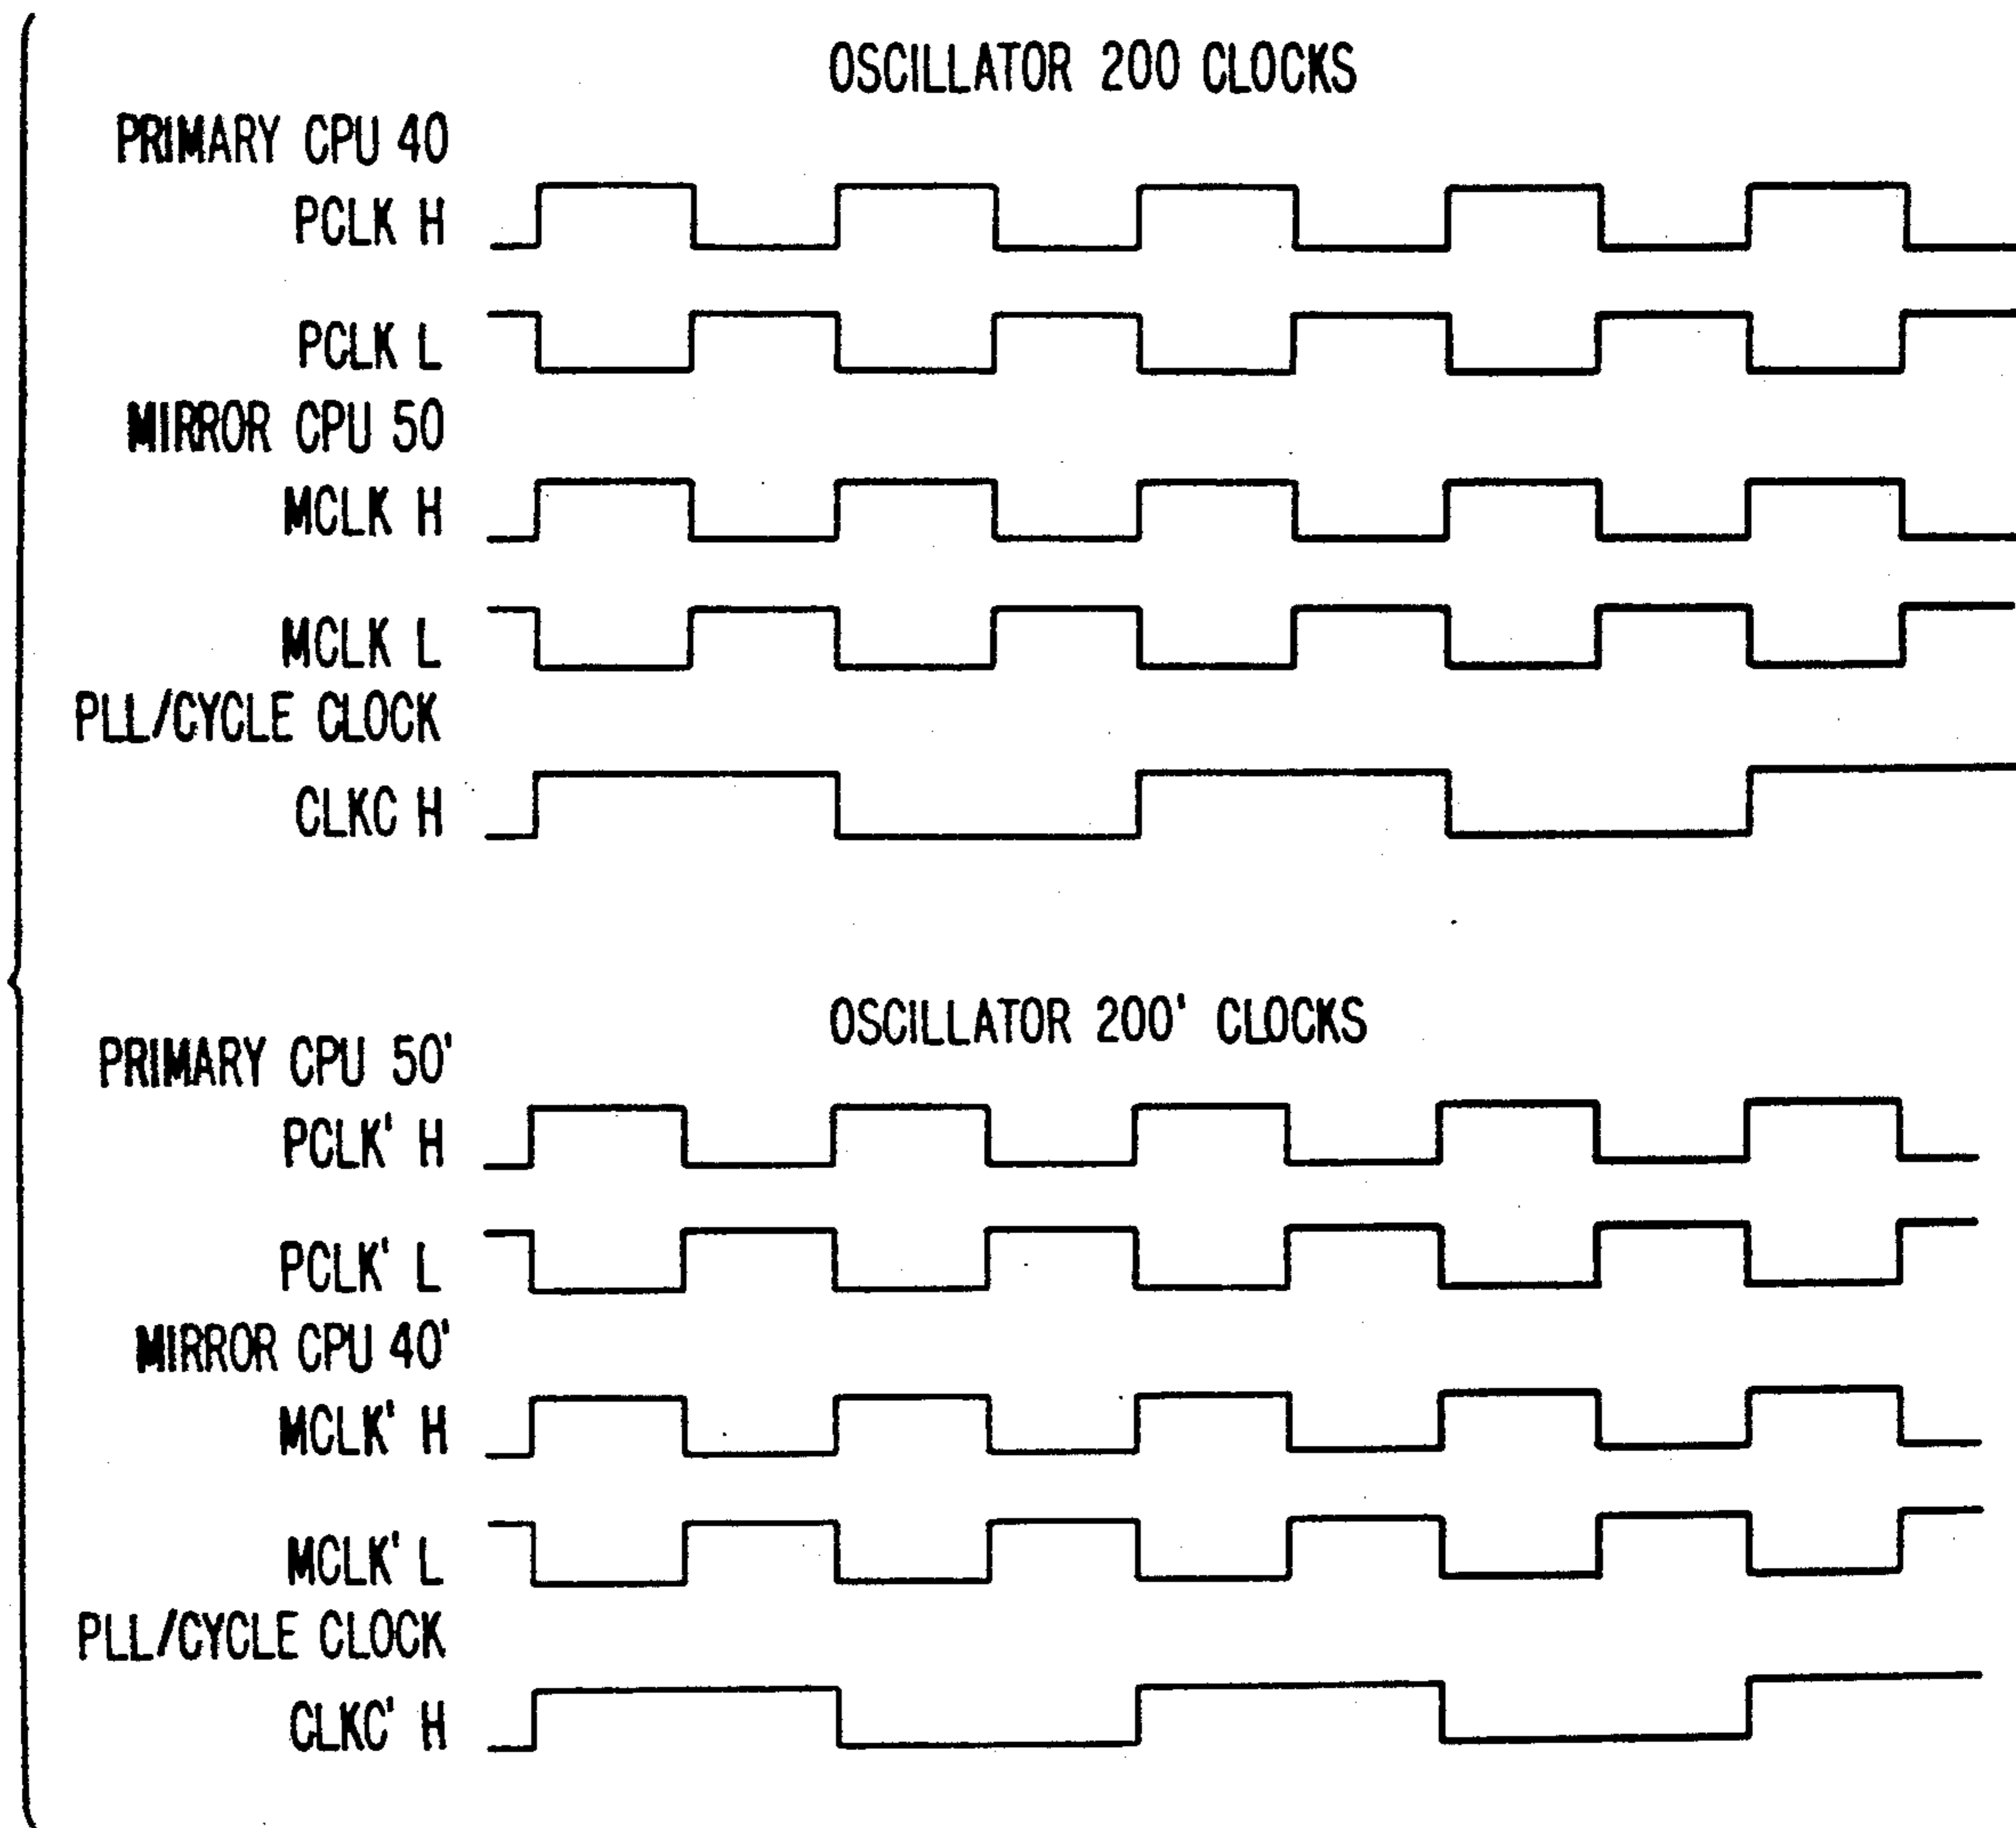 OSCILLATOR 200 CLOCKS
PRIMARY CPU 40
PCLK H
PCLK L
MIRROR CPU 50
MCLK H
MCLK L
PLL/CYCLE CLOCK
CLKC H
OSCILLATOR 200' CLOCKS
PRIMARY CPU 50'
PCLK' H
PCLK' L
MIRROR CPU 40'
MCLK' H
MCLK' L
PLL/CYCLE CLOCK
CLKC' H